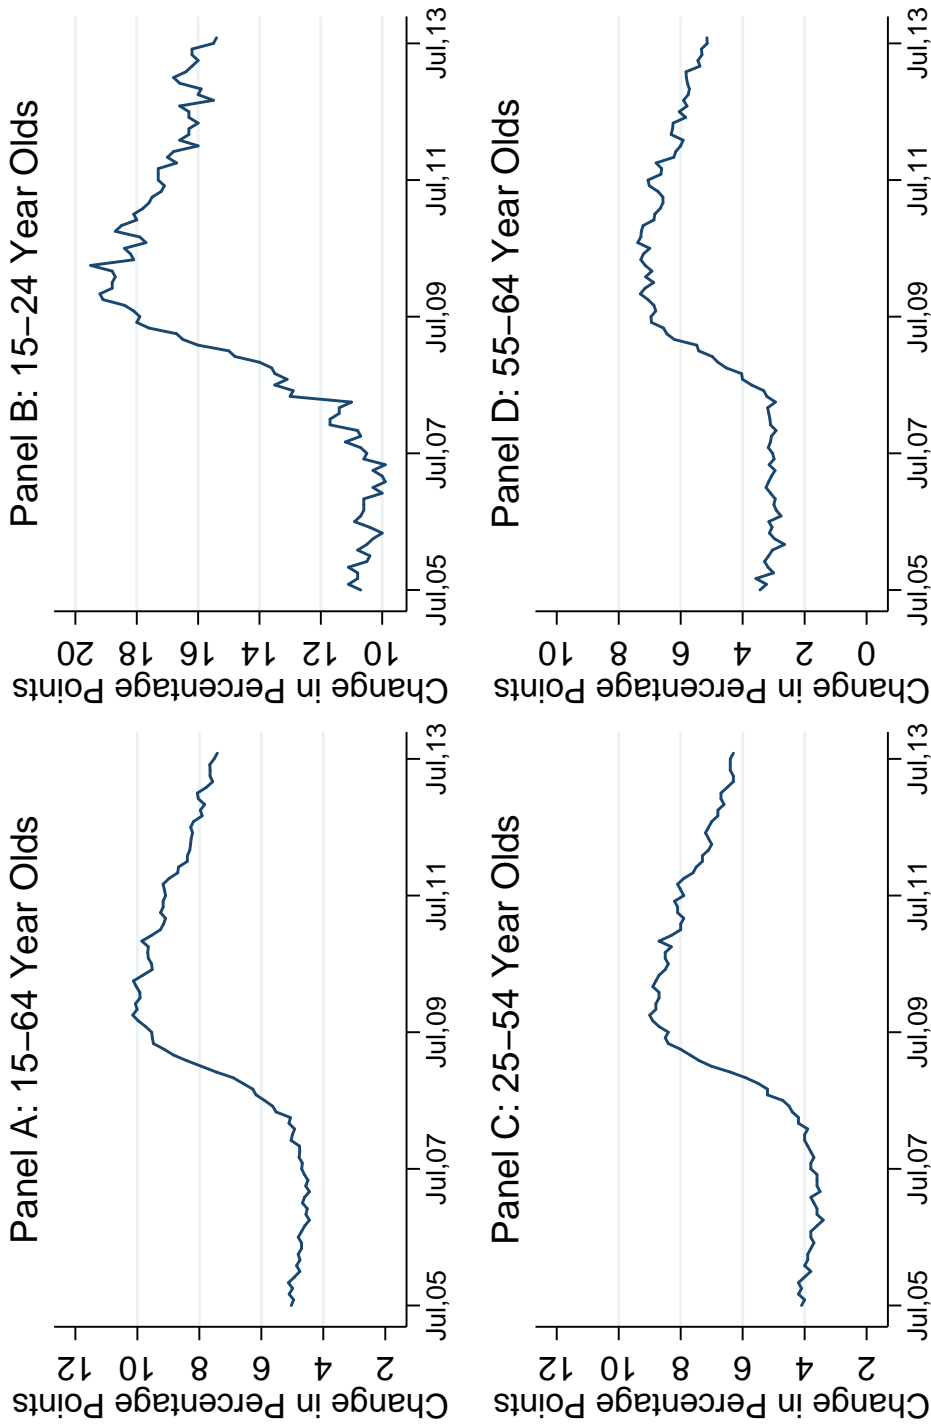 Panel A: 15–64 Year Olds
Change in Percentage Points
12
10
8
6
4
2
Jul,05
Jul,07
Jul,09
Jul,11
Jul,13
Panel B: 15–24 Year Olds
Change in Percentage Points
20
18
16
14
12
10
Jul,05
Jul,07
Jul,09
Jul,11
Jul,13
Panel C: 25–54 Year Olds
Change in Percentage Points
12
10
8
6
4
2
Jul,05
Jul,07
Jul,09
Jul,11
Jul,13
Panel D: 55–64 Year Olds
Change in Percentage Points
10
8
6
4
2
0
Jul,05
Jul,07
Jul,09
Jul,11
Jul,13